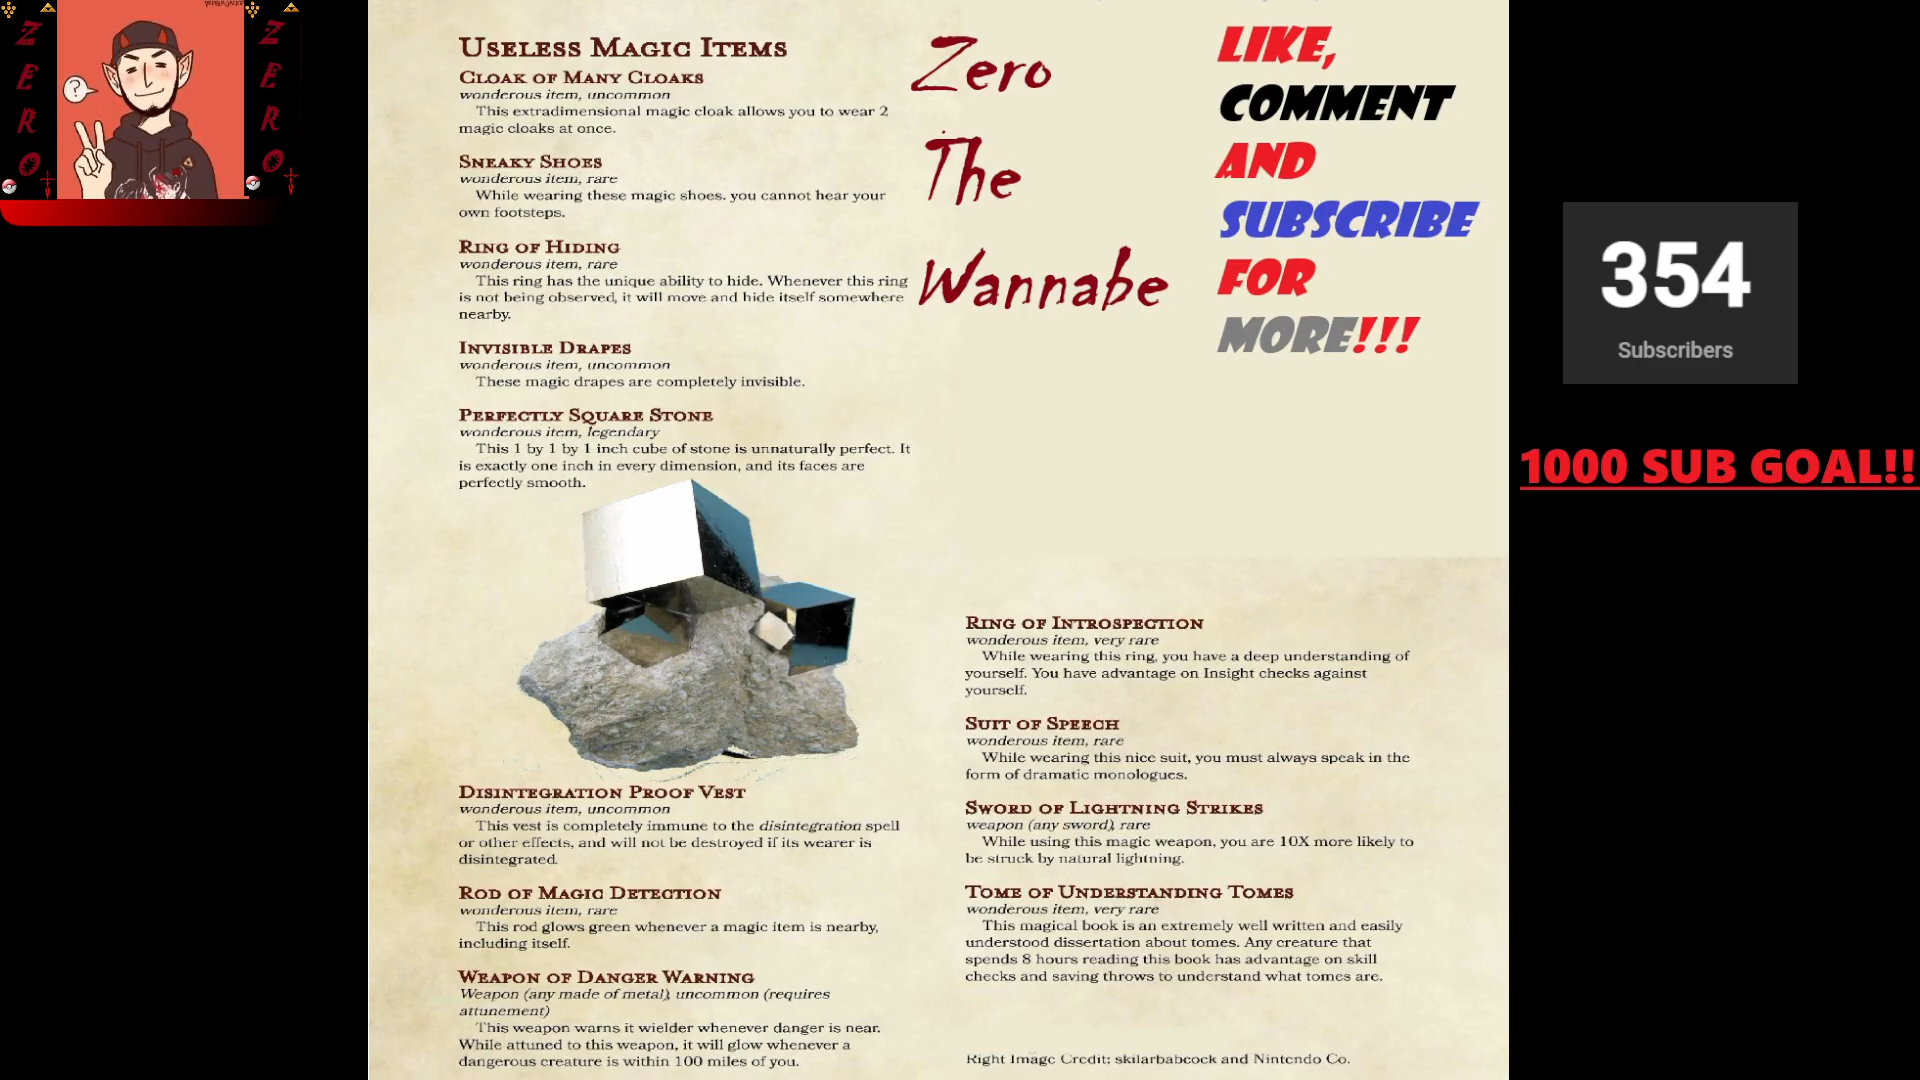 ZERO
?
ZERO
USELESS MAGIC ITEMS
CLOAK OF MANY CLOAKS
wonderous item, uncommon
This extradimensional magic cloak allows you to wear 2
magic cloaks at once.
SNEAKY SHOES
wonderous item, rare
While wearing these magic shoes. you cannot hear your
own footsteps.
RING OF HIDING
wonderous item, rare
This ring has the unique ability to hide. Whenever this ring
is not being observed, it will move and hide itself somewhere
nearby.
INVISIBLE DRAPES
wonderous item, uncommon
These magic drapes are completely invisible.
PERFECTLY SQUARE STONE
wonderous item, legendary
This 1 by 1 by 1 inch cube of stone is unnaturally perfect. It
is exactly one inch in every dimension, and its faces are
perfectly smooth.
DISINTEGRATION PROOF VEST
wonderous item, uncommon
This vest is completely immune to the disintegration spell
or other effects, and will not be destroyed if its wearer is
disintegrated.
ROD OF MAGIC DETECTION
wonderous item, rare
This rod glows green whenever a magic item is nearby,
including itself.
WEAPON OF DANGER WARNING
Weapon (any made of metal), uncommon (requires
attunement)
This weapon warns it wielder whenever danger is near.
While attuned to this weapon, it will glow whenever a
dangerous creature is within 100 miles of you.
Zero
The
Wannabe
LIKE,
COMMENT
AND
SUBSCRIBE
FOR
MORE!!!
RING OF INTROSPECTION
wonderous item, very rare
While wearing this ring, you have a deep understanding of
yourself. You have advantage on Insight checks against
yourself.
SUIT OF SPEECH
wonderous item, rare
While wearing this nice suit, you must always speak in the
form of dramatic monologues.
SWORD OF LIGHTNING STRIKES
weapon (any sword), rare
While using this magic weapon, you are 10X more likely to
be struck by natural lightning.
TOME OF UNDERSTANDING TOMES
wonderous item, very rare
This magical book is an extremely well written and easily
understood dissertation about tomes. Any creature that
spends 8 hours reading this book has advantage on skill
checks and saving throws to understand what tomes are.
Right Image Credit: skilarbabcock and Nintendo Co.
354
Subscribers
1000 SUB GOAL!!